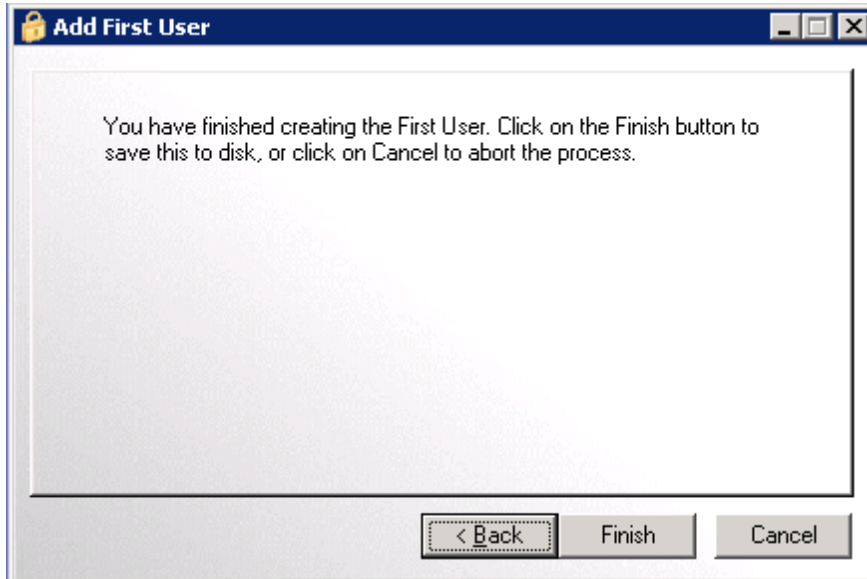 Add First User
You have finished creating the First User. Click on the Finish button to
save this to disk, or click on Cancel to abort the process.
< Back
Finish
Cancel